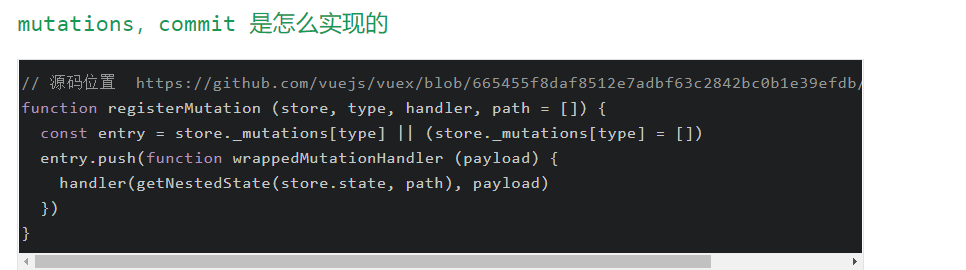 mutations，commit 是怎么实现的
// 源码位置  https://github.com/vuejs/vuex/blob/665455f8daf8512e7adbf63c2842bc0b1e39efdb/
function registerMutation (store, type, handler, path = []) {
  const entry = store._mutations[type] || (store._mutations[type] = [])
  entry.push(function wrappedMutationHandler (payload) {
    handler(getNestedState(store.state, path), payload)
  })
}